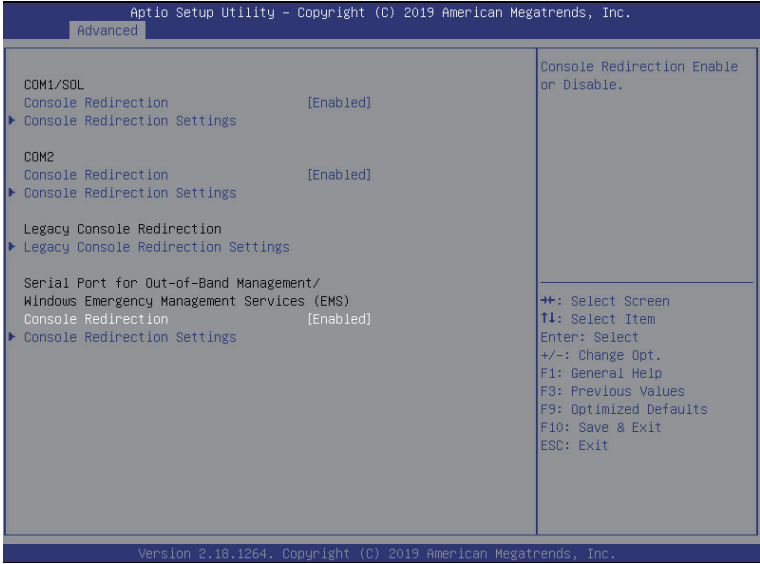 Aptio Setup Utility – Copyright (C) 2019 American Megatrends, Inc.
Advanced
COM1/SOL
Console Redirection [Enabled]
Console Redirection Settings
COM2
Console Redirection [Enabled]
Console Redirection Settings
Legacy Console Redirection
Legacy Console Redirection Settings
Serial Port for Out-of-Band Management/
Windows Emergency Management Services (EMS)
Console Redirection [Enabled]
Console Redirection Settings
Console Redirection Enable
or Disable.
→←: Select Screen
↑↓: Select Item
Enter: Select
+/-: Change Opt.
F1: General Help
F3: Previous Values
F9: Optimized Defaults
F10: Save & Exit
ESC: Exit
Version 2.18.1264. Copyright (C) 2019 American Megatrends, Inc.